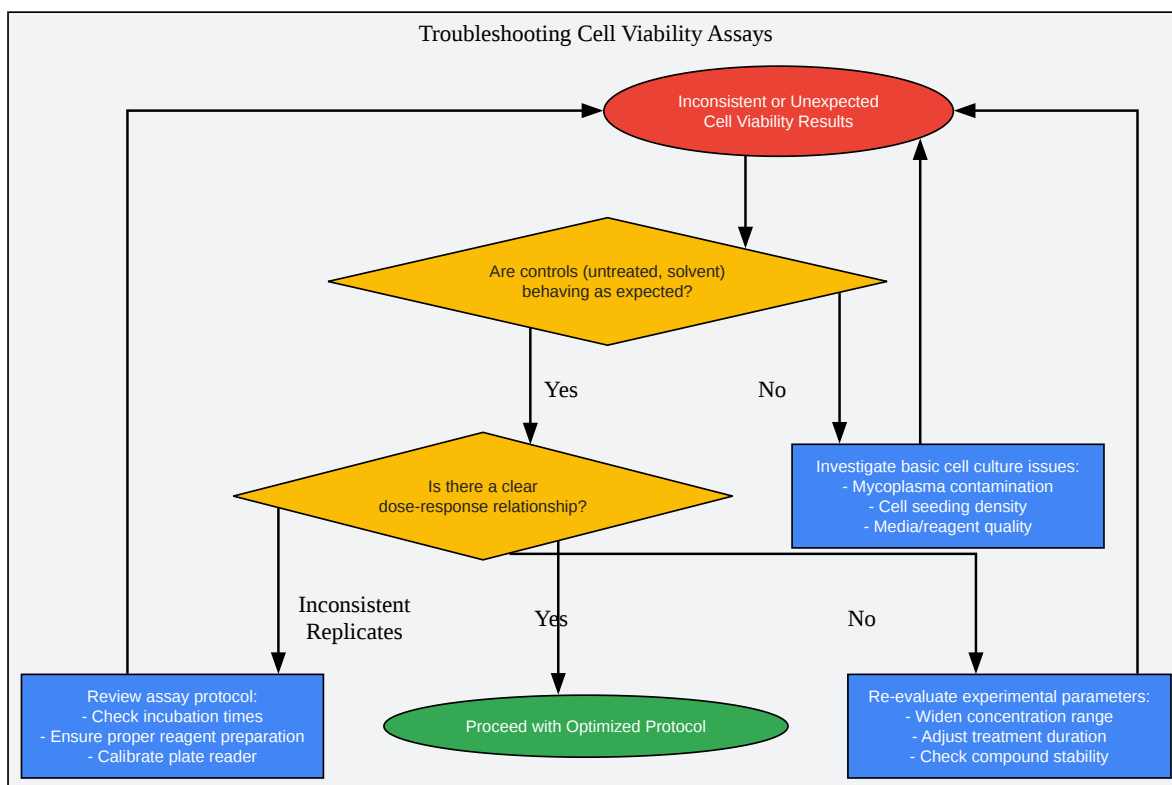 Troubleshooting Cell Viability Assays
Inconsistent or Unexpected
Cell Viability Results
Are controls (untreated, solvent)
behaving as expected?
Yes
No
Is there a clear
dose-response relationship?
Investigate basic cell culture issues:
- Mycoplasma contamination
- Cell seeding density
- Media/reagent quality
Inconsistent
Replicates
Yes
No
Review assay protocol:
- Check incubation times
- Ensure proper reagent preparation
- Calibrate plate reader
Proceed with Optimized Protocol
Re-evaluate experimental parameters:
- Widen concentration range
- Adjust treatment duration
- Check compound stability